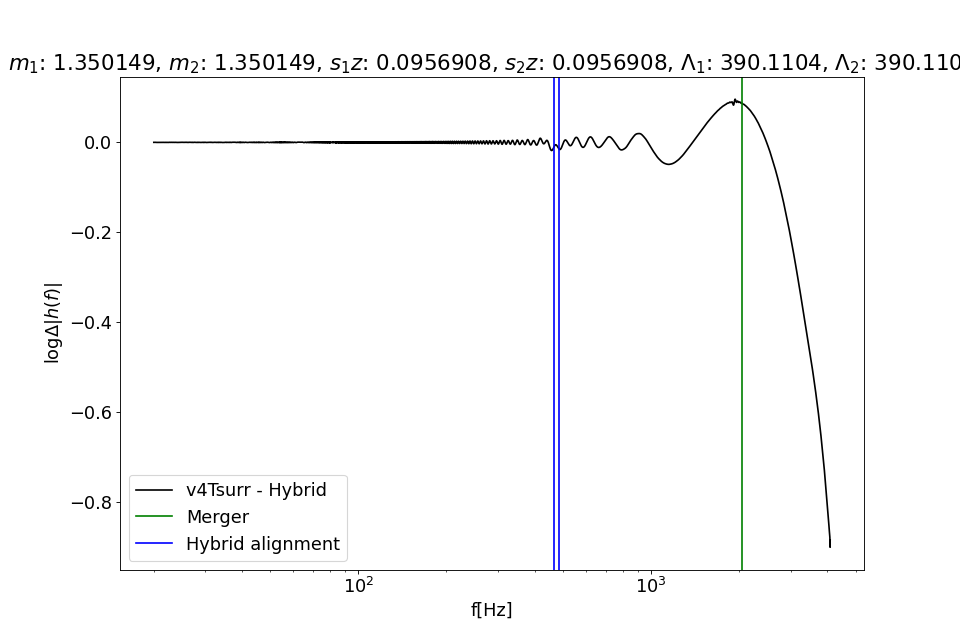 m₁: 1.350149, m₂: 1.350149, s₁z: 0.0956908, s₂z: 0.0956908, Λ₁: 390.1104, Λ₂: 390.110
0.0
−0.2
−0.4
−0.6
−0.8
logΔ|h(f)|
v4Tsurr - Hybrid
Merger
Hybrid alignment
10² 10³
f[Hz]